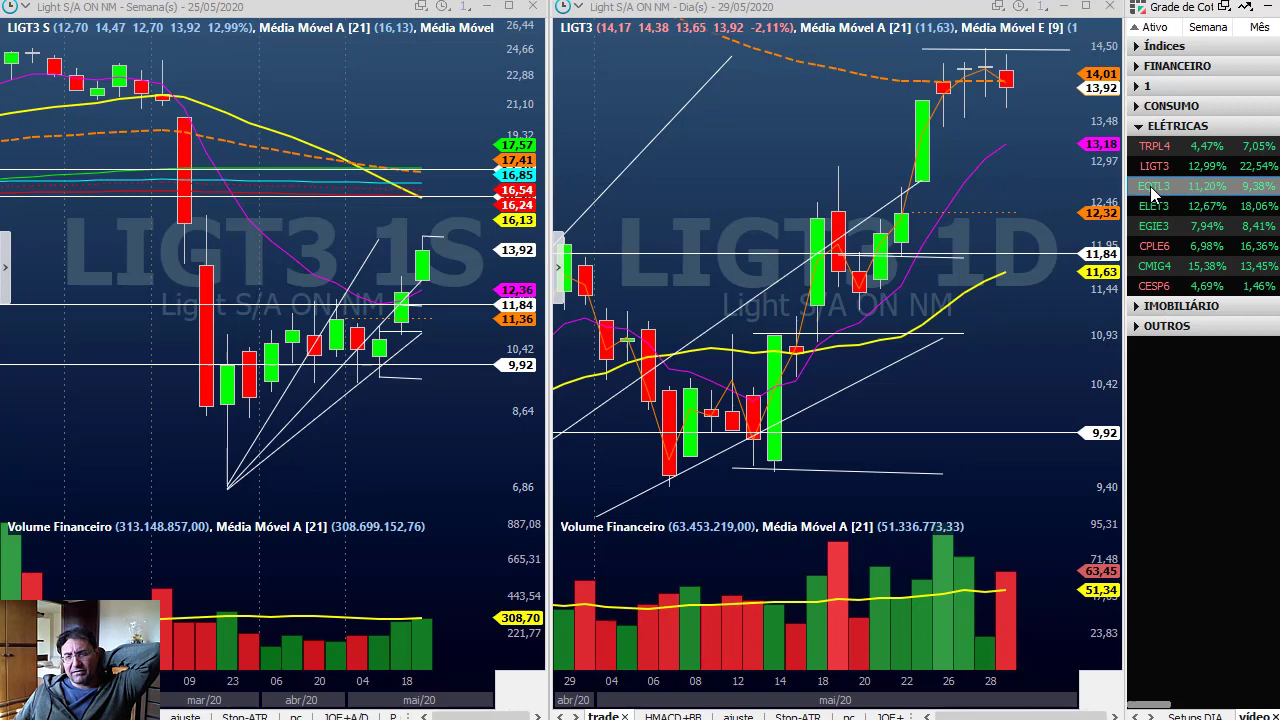 Light S/A ON NM - Semana(s) - 25/05/2020
LIGT3 S (12,70 14,47 12,70 13,92 12,99%), Média Móvel A [21] (16,13), Média Móvel
26,44
24,66
22,88
21,10
19,32
17,57
17,41
16,85
16,54
16,24
16,13
13,92
12,36
11,84
11,36
10,42
9,92
8,64
6,86
LIGT3 1S
Light S/A ON NM
Volume Financeiro (313.148.857,00), Média Móvel A [21] (308.699.152,76)
887,08
665,31
443,54
308,70
221,77
09 23 06 20 04 18
mar/20 abr/20 mai/20
ajuste Stop-ATR pc JOE+A/D P
Light S/A ON NM - Dia(s) - 29/05/2020
LIGT3 (14,17 14,38 13,65 13,92 -2,11%), Média Móvel A [21] (11,63), Média Móvel E [9] (1
14,50
14,01
13,92
13,48
13,18
12,97
12,46
12,32
11,95
11,84
11,63
11,44
10,93
10,42
9,92
9,40
LIGT3 1D
Light S/A ON NM
Volume Financeiro (63.453.219,00), Média Móvel A [21] (51.336.773,33)
95,31
71,48
63,45
51,34
23,83
29 04 06 08 12 14 18 20 22 26 28
abr/20 mai/20
trade HMACD+BB ajuste Stop-ATR pc JOE+
Grade de Cot
Ativo Semana Mês
Índices
FINANCEIRO
1
CONSUMO
ELÉTRICAS
TRPL4 4,47% 7,05%
LIGT3 12,99% 22,54%
EQTL3 11,20% 9,38%
ELET3 12,67% 18,06%
EGIE3 7,94% 8,41%
CPLE6 6,98% 16,36%
CMIG4 15,38% 13,45%
CESP6 4,69% 1,46%
IMOBILIÁRIO
OUTROS
Setups DIA vídeo